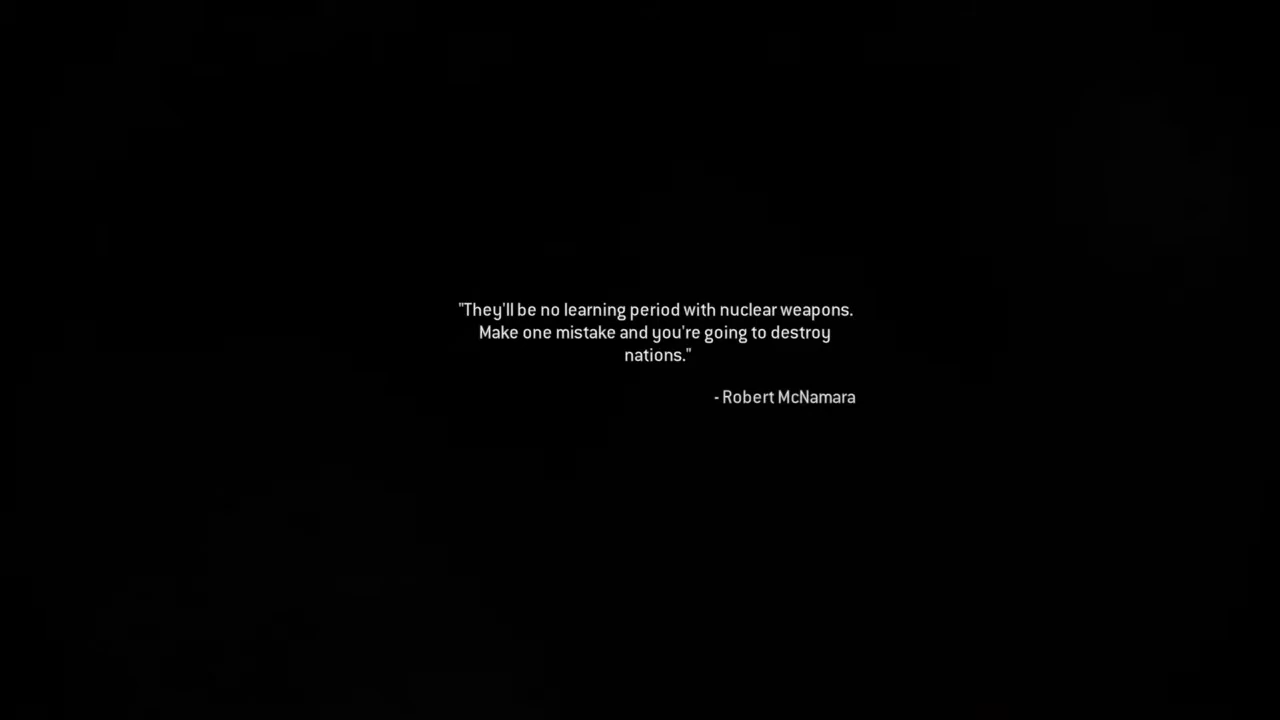 "They'll be no learning period with nuclear weapons.
Make one mistake and you're going to destroy
nations."
- Robert McNamara